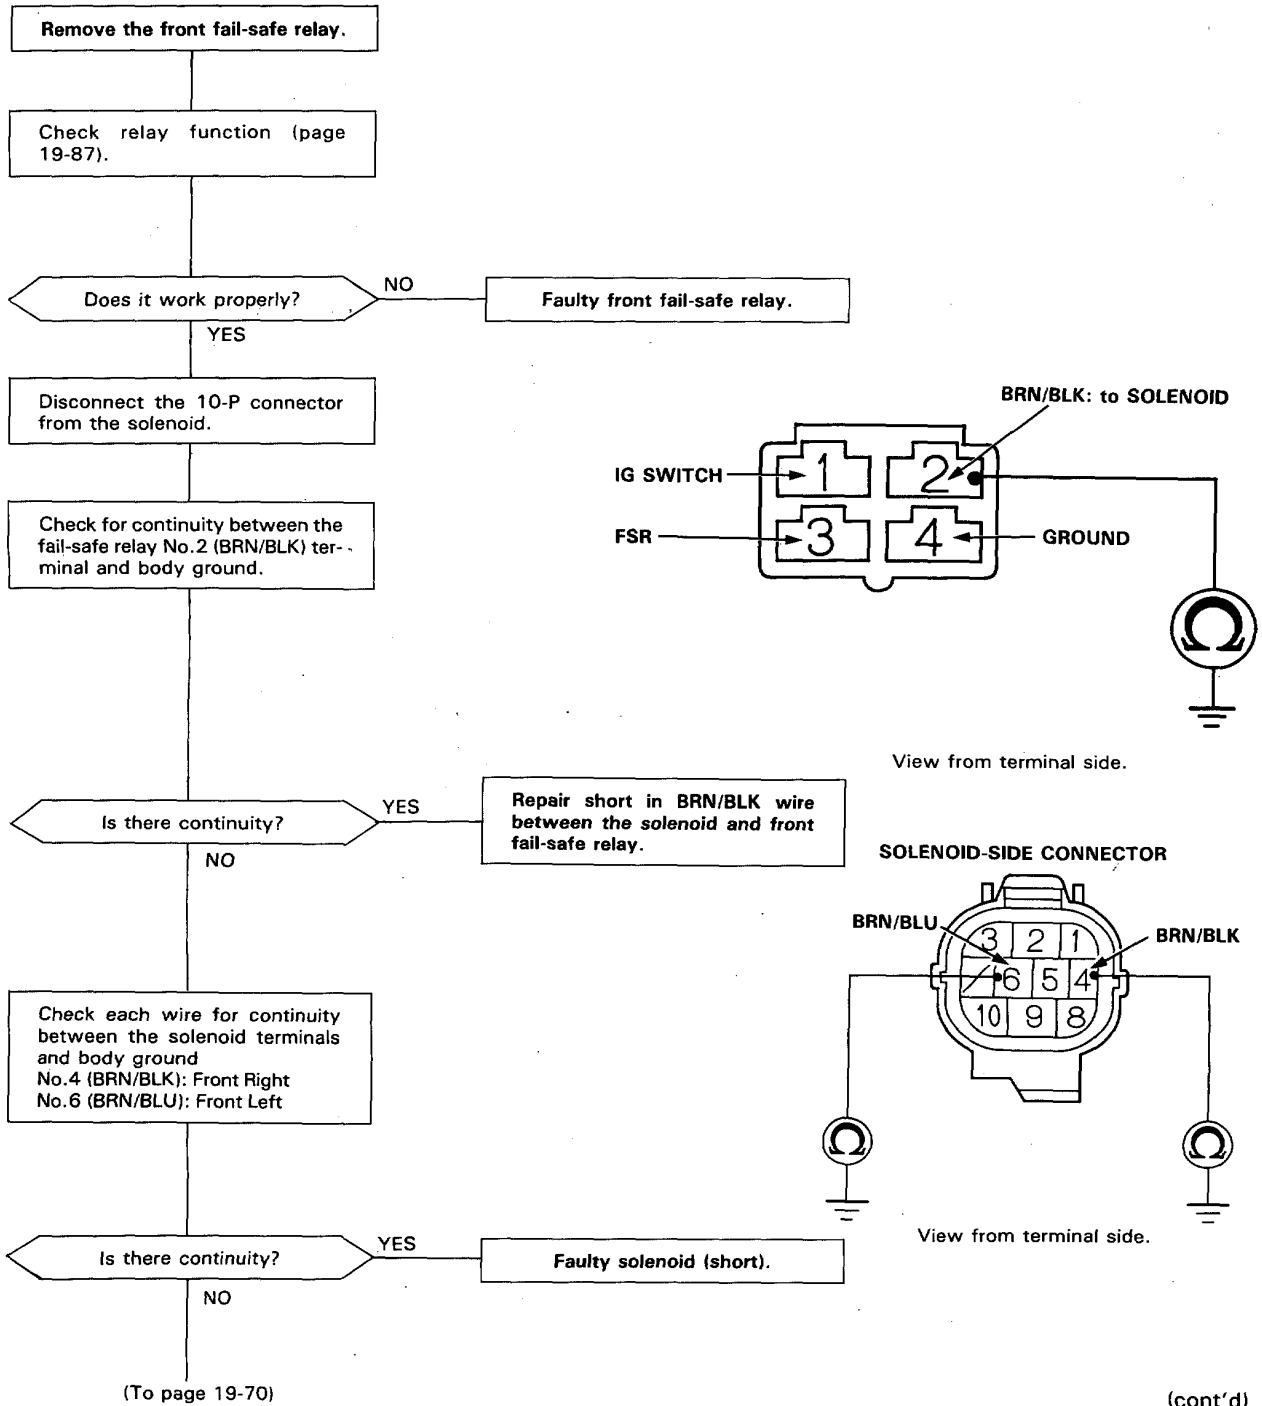 Remove the front fail-safe relay.
Check relay function (page
19-87).
Does it work properly?
NO
Faulty front fail-safe relay.
YES
Disconnect the 10-P connector
from the solenoid.
Check for continuity between the
fail-safe relay No.2 (BRN/BLK) ter-
minal and body ground.
BRN/BLK: to SOLENOID
IG SWITCH
1
2
FSR
3
4
GROUND
Ω
View from terminal side.
Is there continuity?
YES
Repair short in BRN/BLK wire
between the solenoid and front
fail-safe relay.
NO
SOLENOID-SIDE CONNECTOR
BRN/BLU
BRN/BLK
3 2 1
6 5 4
10 9 8
Ω
Ω
View from terminal side.
Check each wire for continuity
between the solenoid terminals
and body ground
No.4 (BRN/BLK): Front Right
No.6 (BRN/BLU): Front Left
Is there continuity?
YES
Faulty solenoid (short).
NO
(To page 19-70)
(cont'd)